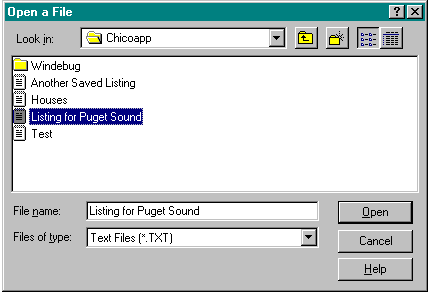 Open a File
Look in: Chicoapp
Windebug
Another Saved Listing
Houses
Listing for Puget Sound
Test
File name: Listing for Puget Sound Open
Files of type: Text Files (*.TXT) Cancel
Help